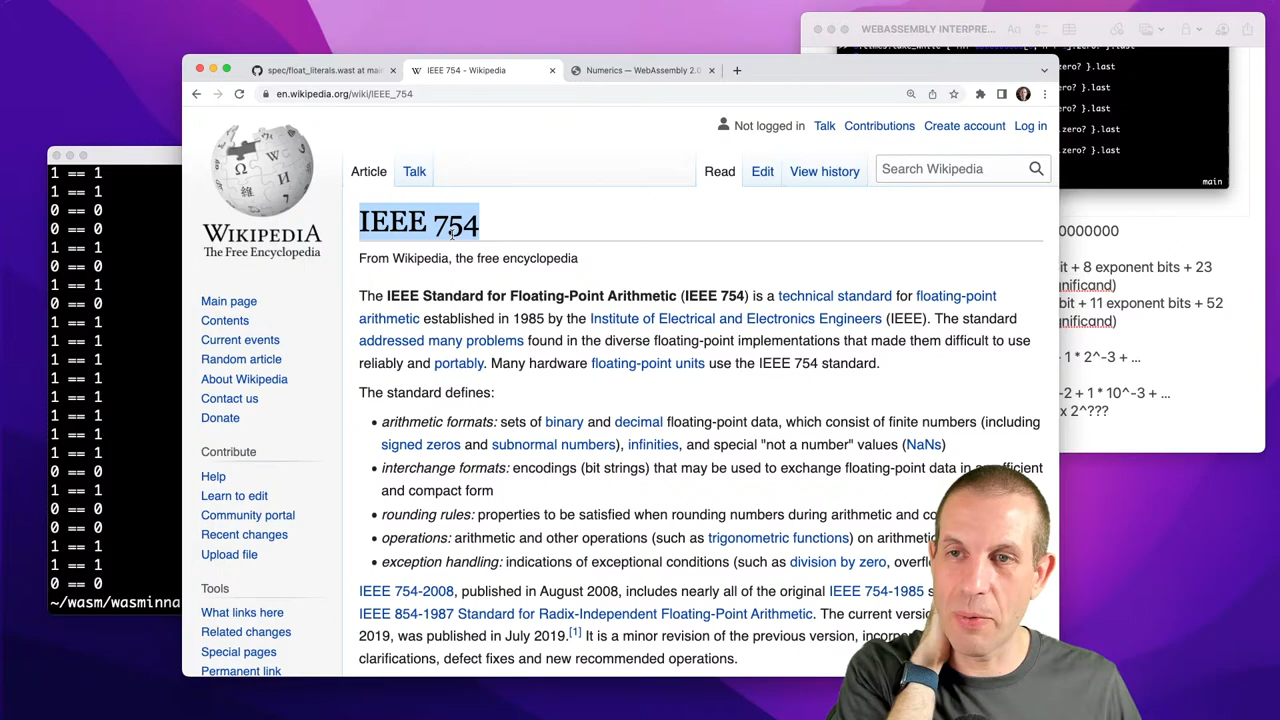 WEBASSEMBLY INTERPRE...
spec/float_literals.wast at mai
IEEE 754 - Wikipedia
Numerics — WebAssembly 2.0
en.wikipedia.org/wiki/IEEE_754
zero? }.last
zero? }.last
zero? }.last
zero? }.last
zero? }.last
main
0000000
bit + 8 exponent bits + 23
gnificand)
bit + 11 exponent bits + 52
gnificand)
1 * 2^-3 + ...
-2 + 1 * 10^-3 + ...
x 2^???
1 == 1
1 == 1
0 == 0
0 == 0
1 == 1
0 == 0
1 == 1
0 == 0
1 == 1
1 == 1
1 == 1
1 == 1
1 == 1
1 == 1
1 == 1
1 == 1
0 == 0
1 == 1
0 == 0
0 == 0
1 == 1
1 == 1
0 == 0
~/wasm/wasminna
Not logged in Talk Contributions Create account Log in
Article Talk Read Edit View history Search Wikipedia
WIKIPEDIA
The Free Encyclopedia
Main page
Contents
Current events
Random article
About Wikipedia
Contact us
Donate
Contribute
Help
Learn to edit
Community portal
Recent changes
Upload file
Tools
What links here
Related changes
Special pages
Permanent link
IEEE 754
From Wikipedia, the free encyclopedia
The IEEE Standard for Floating-Point Arithmetic (IEEE 754) is a technical standard for floating-point
arithmetic established in 1985 by the Institute of Electrical and Electronics Engineers (IEEE). The standard
addressed many problems found in the diverse floating-point implementations that made them difficult to use
reliably and portably. Many hardware floating-point units use the IEEE 754 standard.
The standard defines:
• arithmetic formats: sets of binary and decimal floating-point data, which consist of finite numbers (including
signed zeros and subnormal numbers), infinities, and special "not a number" values (NaNs)
• interchange formats: encodings (bit strings) that may be used to exchange floating-point data in an efficient
and compact form
• rounding rules: properties to be satisfied when rounding numbers during arithmetic and co
• operations: arithmetic and other operations (such as trigonometric functions) on arithmetic
• exception handling: indications of exceptional conditions (such as division by zero, overflo
IEEE 754-2008, published in August 2008, includes nearly all of the original IEEE 754-1985 s
IEEE 854-1987 Standard for Radix-Independent Floating-Point Arithmetic. The current versi
2019, was published in July 2019.[1] It is a minor revision of the previous version, incorp
clarifications, defect fixes and new recommended operations.